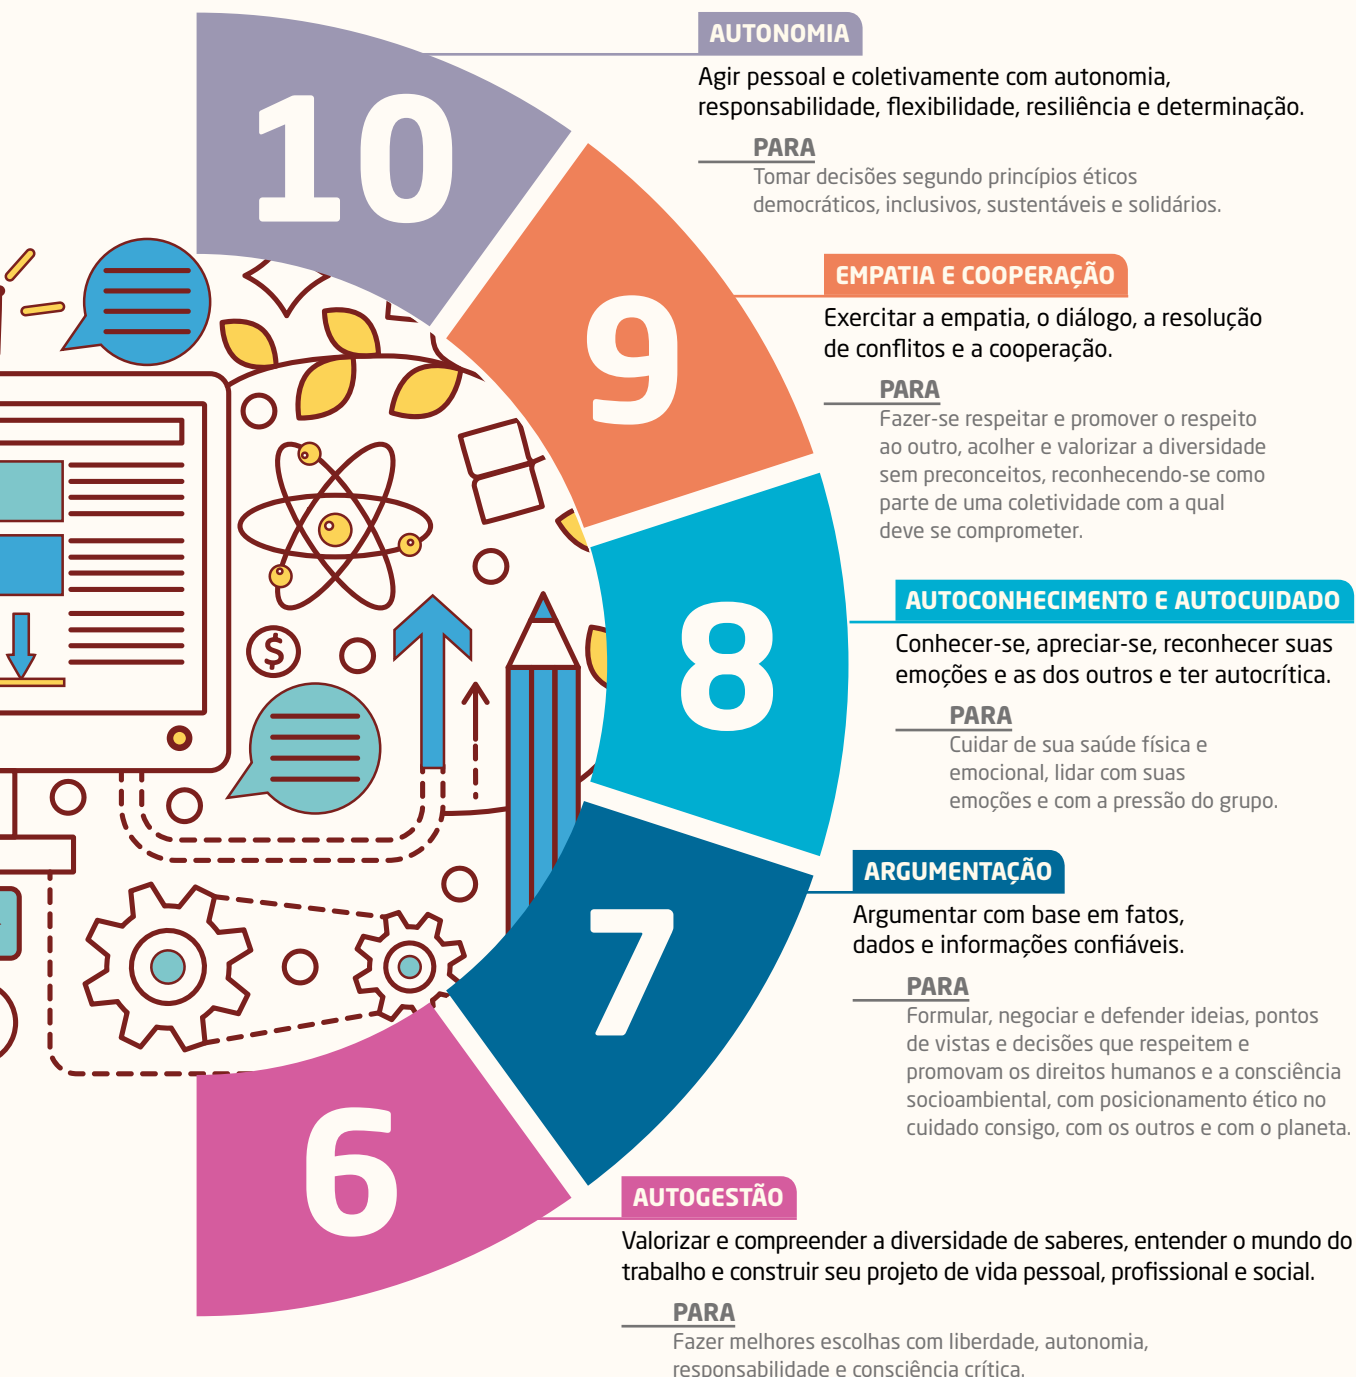 10
AUTONOMIA
Agir pessoal e coletivamente com autonomia,
responsabilidade, flexibilidade, resiliência e determinação.
PARA
Tomar decisões segundo princípios éticos
democráticos, inclusivos, sustentáveis e solidários.
9
EMPATIA E COOPERAÇÃO
Exercitar a empatia, o diálogo, a resolução
de conflitos e a cooperação.
PARA
Fazer-se respeitar e promover o respeito
ao outro, acolher e valorizar a diversidade
sem preconceitos, reconhecendo-se como
parte de uma coletividade com a qual
deve se comprometer.
8
AUTOCONHECIMENTO E AUTOCUIDADO
Conhecer-se, apreciar-se, reconhecer suas
emoções e as dos outros e ter autocrítica.
PARA
Cuidar de sua saúde física e
emocional, lidar com suas
emoções e com a pressão do grupo.
$
7
ARGUMENTAÇÃO
Argumentar com base em fatos,
dados e informações confiáveis.
PARA
Formular, negociar e defender ideias, pontos
de vistas e decisões que respeitem e
promovam os direitos humanos e a consciência
socioambiental, com posicionamento ético no
cuidado consigo, com os outros e com o planeta.
6
AUTOGESTÃO
Valorizar e compreender a diversidade de saberes, entender o mundo do
trabalho e construir seu projeto de vida pessoal, profissional e social.
PARA
Fazer melhores escolhas com liberdade, autonomia,
responsabilidade e consciência crítica.